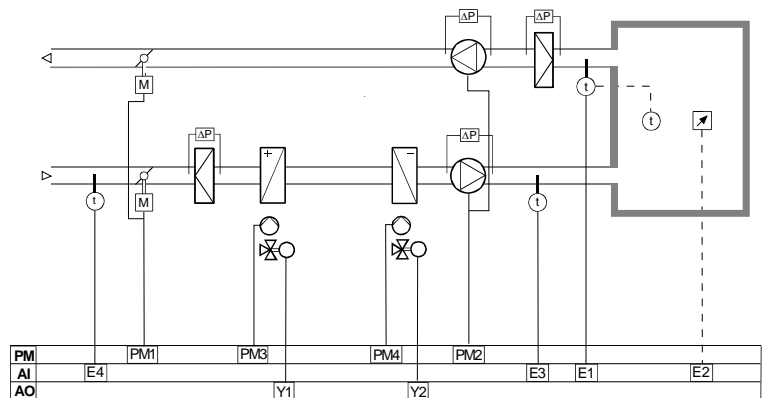 ΔP ΔP
M
t t
ΔP ΔP
+ −
t M t
PM PM1 PM3 PM4 PM2
AI E4 E3 E1 E2
AO Y1 Y2